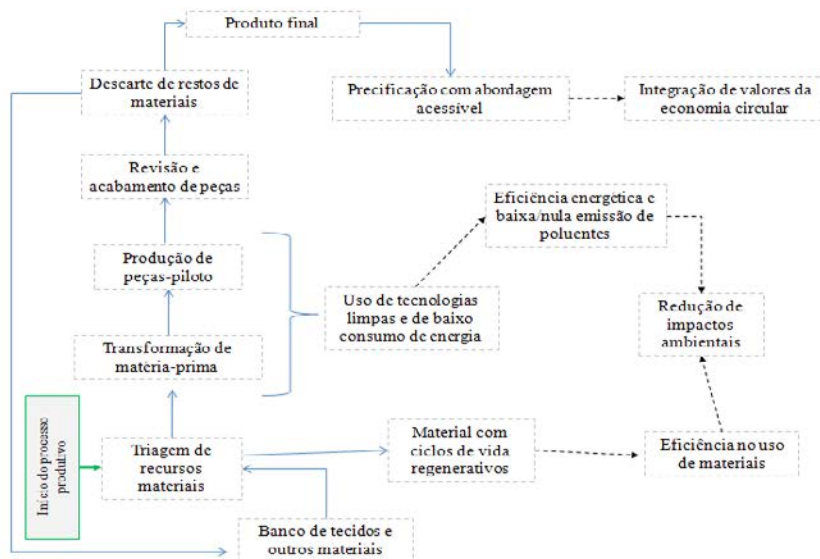 Produto final
Descarte de restos de
materiais
Precificação com abordagem
acessível
Integração de valores da
economia circular
Revisão e
acabamento de peças
Eficiência energética e
baixa/nula emissão de
poluentes
Produção de
peças-piloto
Uso de tecnologias
limpas e de baixo
consumo de energia
Redução de
impactos
ambientais
Transformação de
matéria-prima
Início do processo
produtivo
Triagem de
recursos
materiais
Material com
ciclos de vida
regenerativos
Eficiência no uso
de materiais
Banco de tecidos e
outros materiais